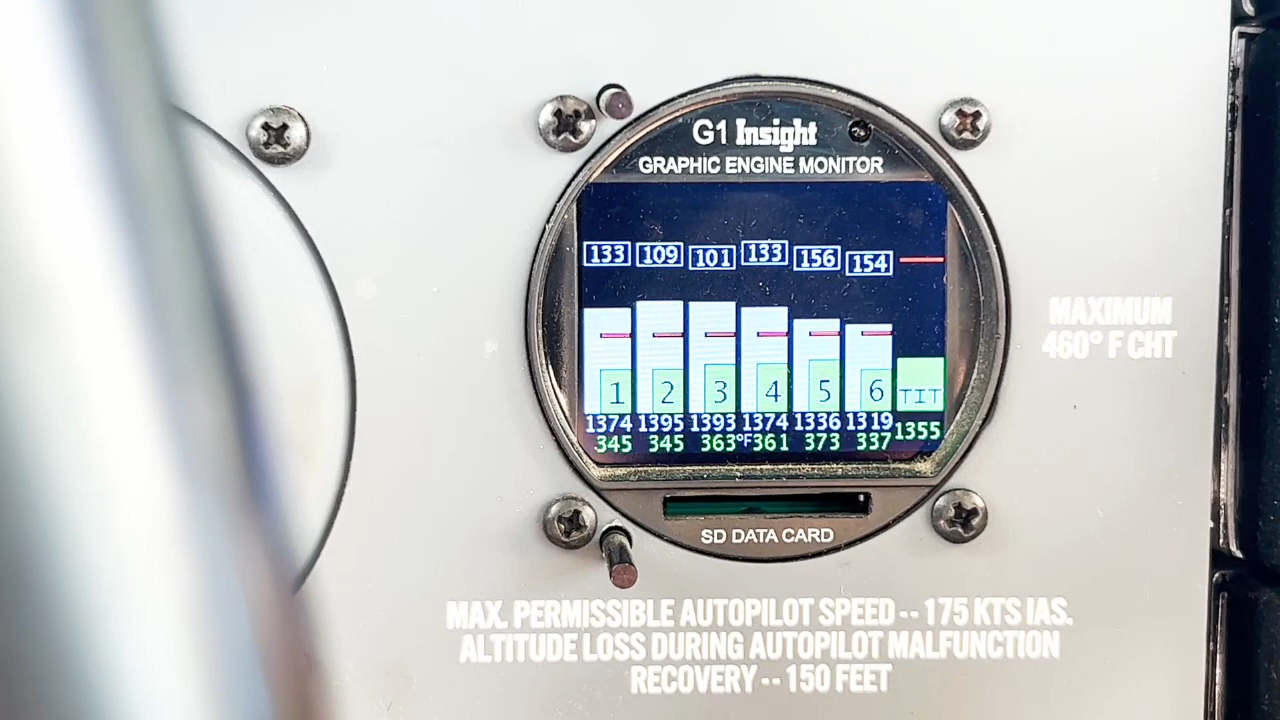 G1 Insight
GRAPHIC ENGINE MONITOR
133 109 101 133 156 154
1 2 3 4 5 6 TIT
1374 1395 1393 1374 1336 1319 1355
345 345 363°F361 373 337
SD DATA CARD
MAXIMUM
460° F CHT
MAX. PERMISSIBLE AUTOPILOT SPEED -- 175 KTS IAS.
ALTITUDE LOSS DURING AUTOPILOT MALFUNCTION
RECOVERY -- 150 FEET